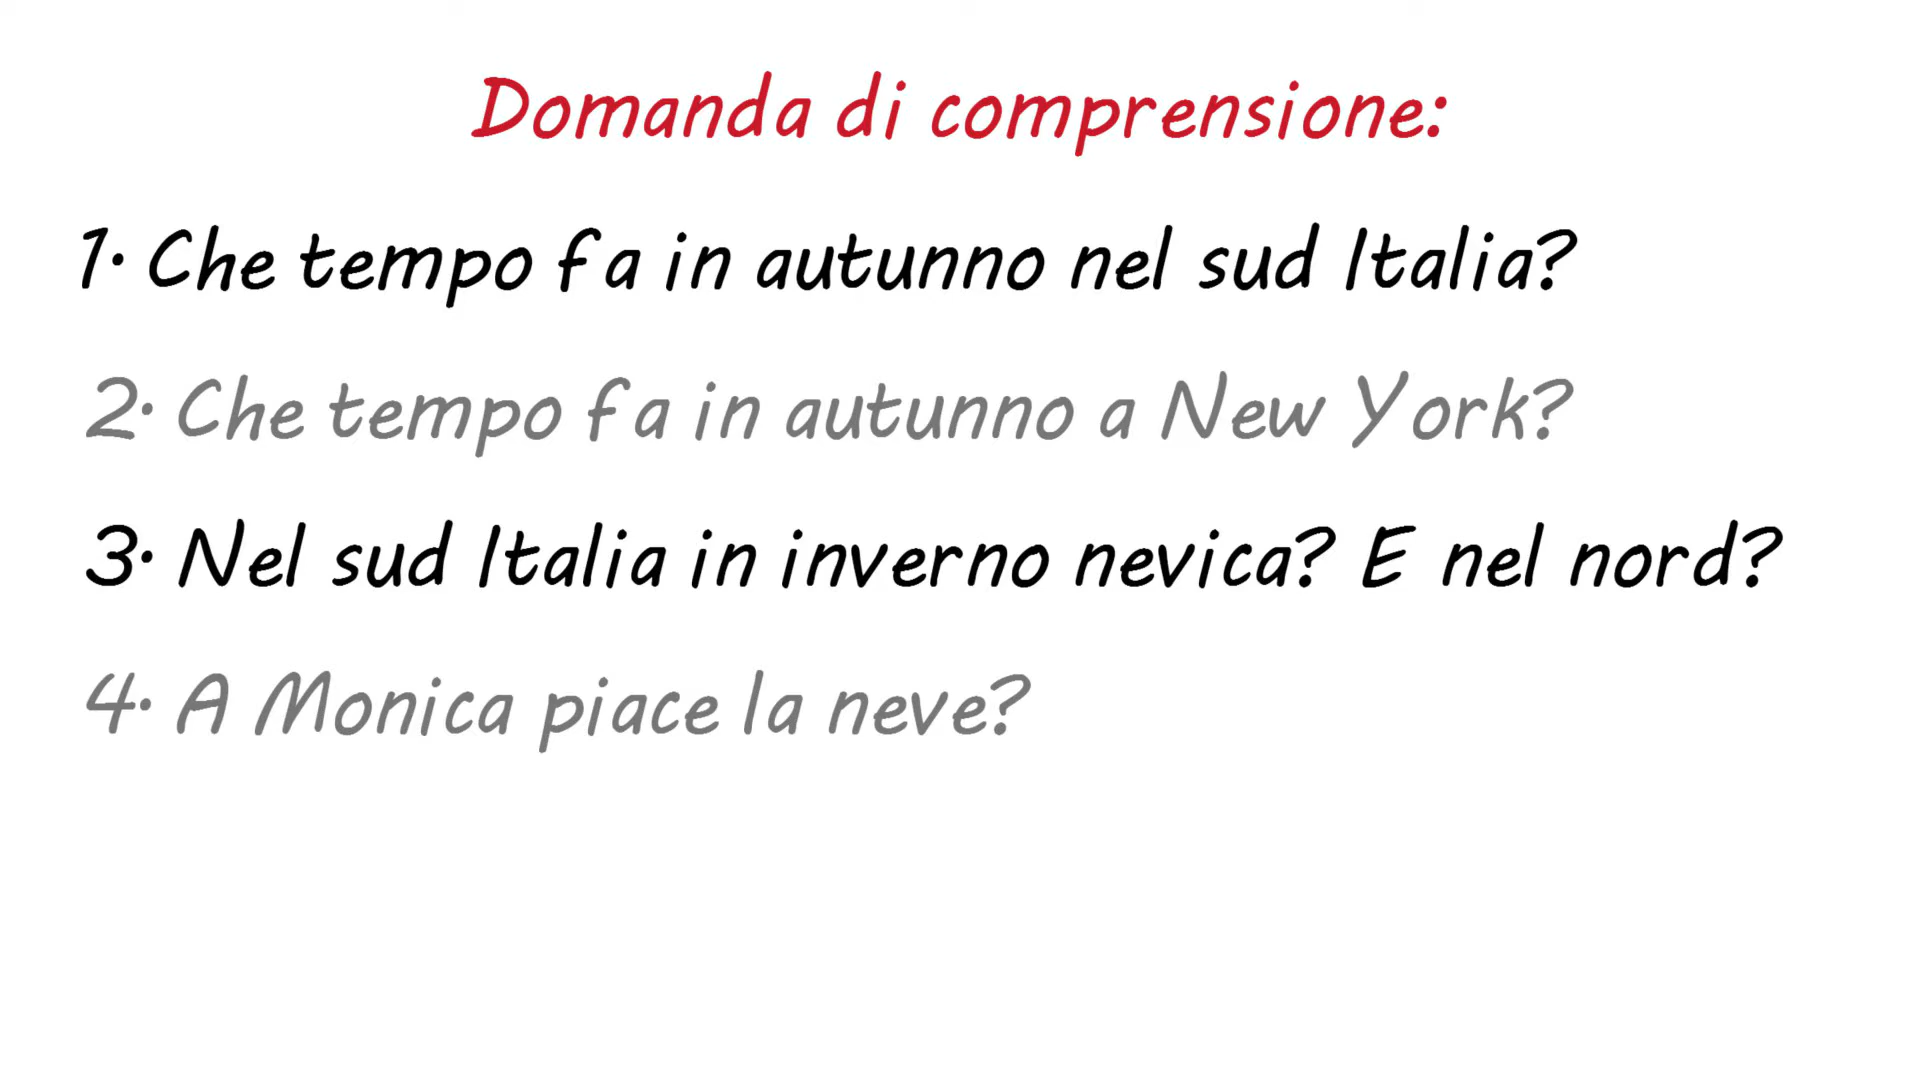 Domanda di comprensione:
1. Che tempo fa in autunno nel sud Italia?
2. Che tempo fa in autunno a New York?
3. Nel sud Italia in inverno nevica? E nel nord?
4. A Monica piace la neve?